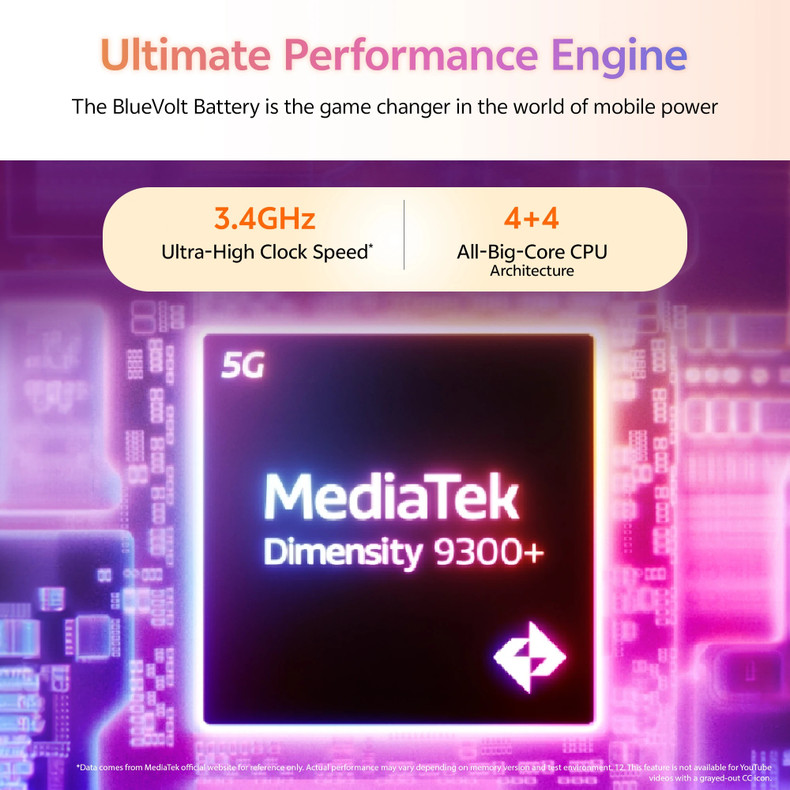 Ultimate Performance Engine
The BlueVolt Battery is the game changer in the world of mobile power
3.4GHz
Ultra-High Clock Speed*
4+4
All-Big-Core CPU
Architecture
5G
MediaTek
Dimensity 9300+
*Data comes from MediaTek official website for reference only. Actual performance may vary depending on memory version and test environment. 12. This feature is not available for YouTube
videos with a grayed-out CC icon.